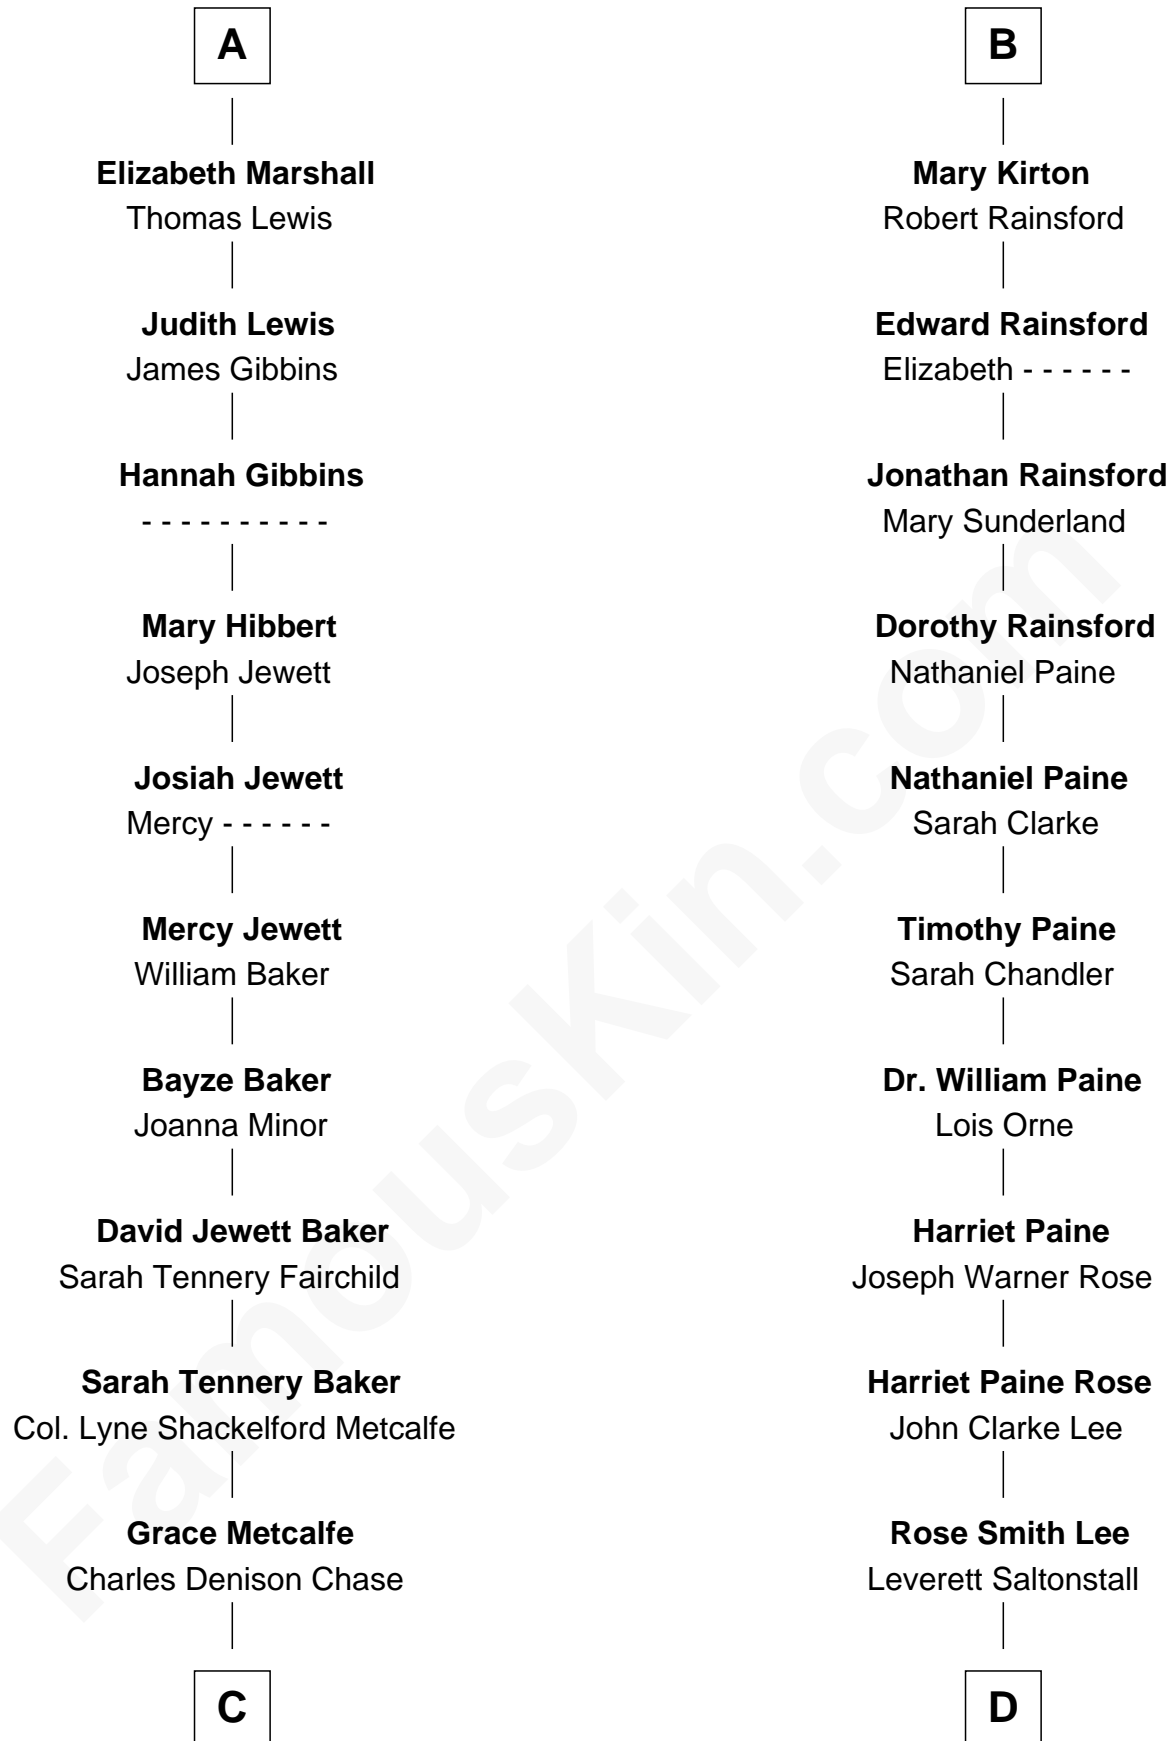 A
Elizabeth Marshall
Thomas Lewis
Judith Lewis
James Gibbins
Hannah Gibbins
- - - - - - - - - -
Mary Hibbert
Joseph Jewett
Josiah Jewett
Mercy - - - - - -
Mercy Jewett
William Baker
Bayze Baker
Joanna Minor
David Jewett Baker
Sarah Tennery Fairchild
Sarah Tennery Baker
Col. Lyne Shackelford Metcalfe
Grace Metcalfe
Charles Denison Chase
C
B
Mary Kirton
Robert Rainsford
Edward Rainsford
Elizabeth - - - - - -
Jonathan Rainsford
Mary Sunderland
Dorothy Rainsford
Nathaniel Paine
Nathaniel Paine
Sarah Clarke
Timothy Paine
Sarah Chandler
Dr. William Paine
Lois Orne
Harriet Paine
Joseph Warner Rose
Harriet Paine Rose
John Clarke Lee
Rose Smith Lee
Leverett Saltonstall
D
FamousKin.com